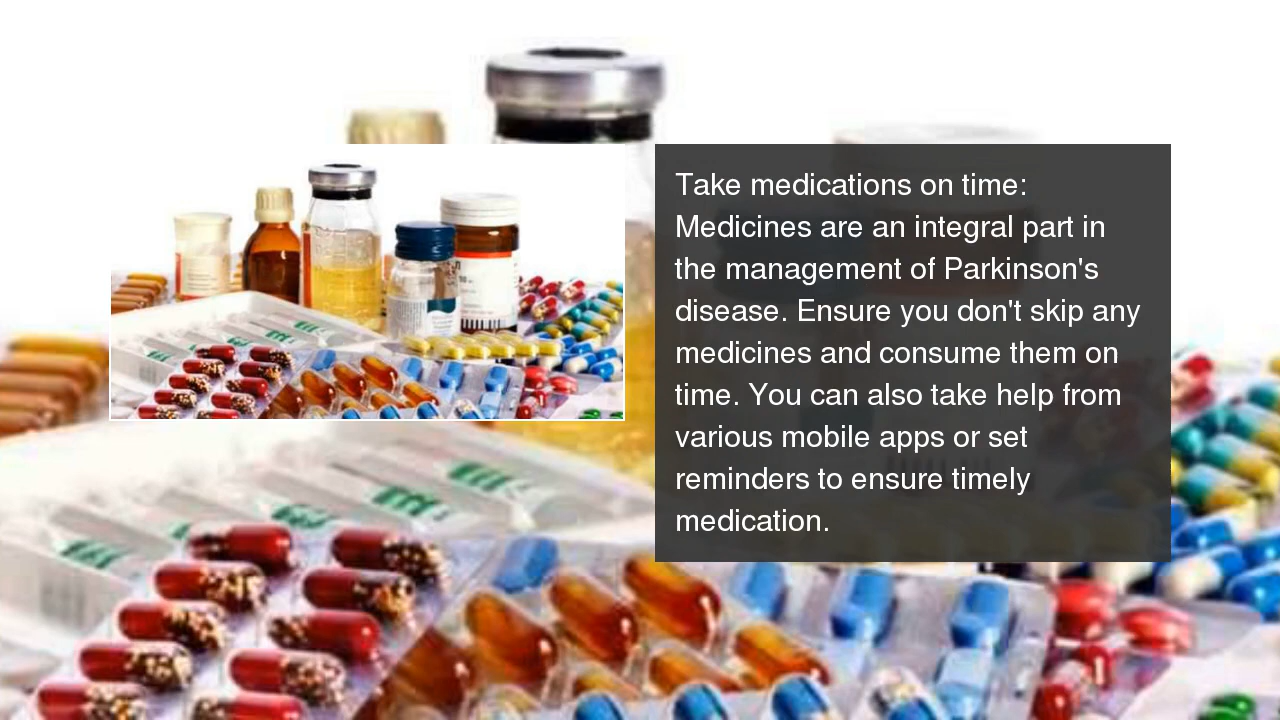 Take medications on time:
Medicines are an integral part in
the management of Parkinson's
disease. Ensure you don't skip any
medicines and consume them on
time. You can also take help from
various mobile apps or set
reminders to ensure timely
medication.